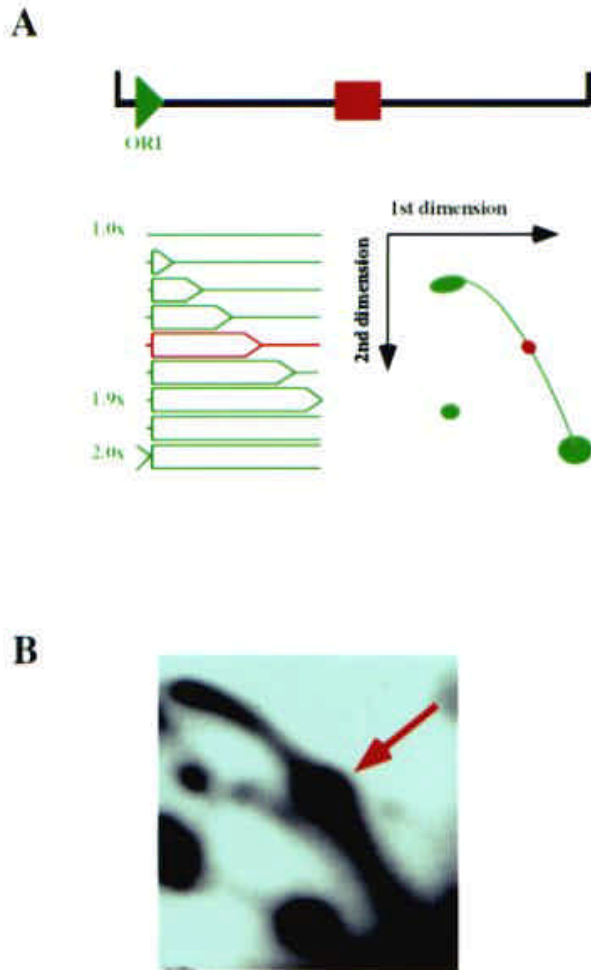 A
ORI
1st dimension
2nd dimension
1.0x
1.9x
2.0x
B